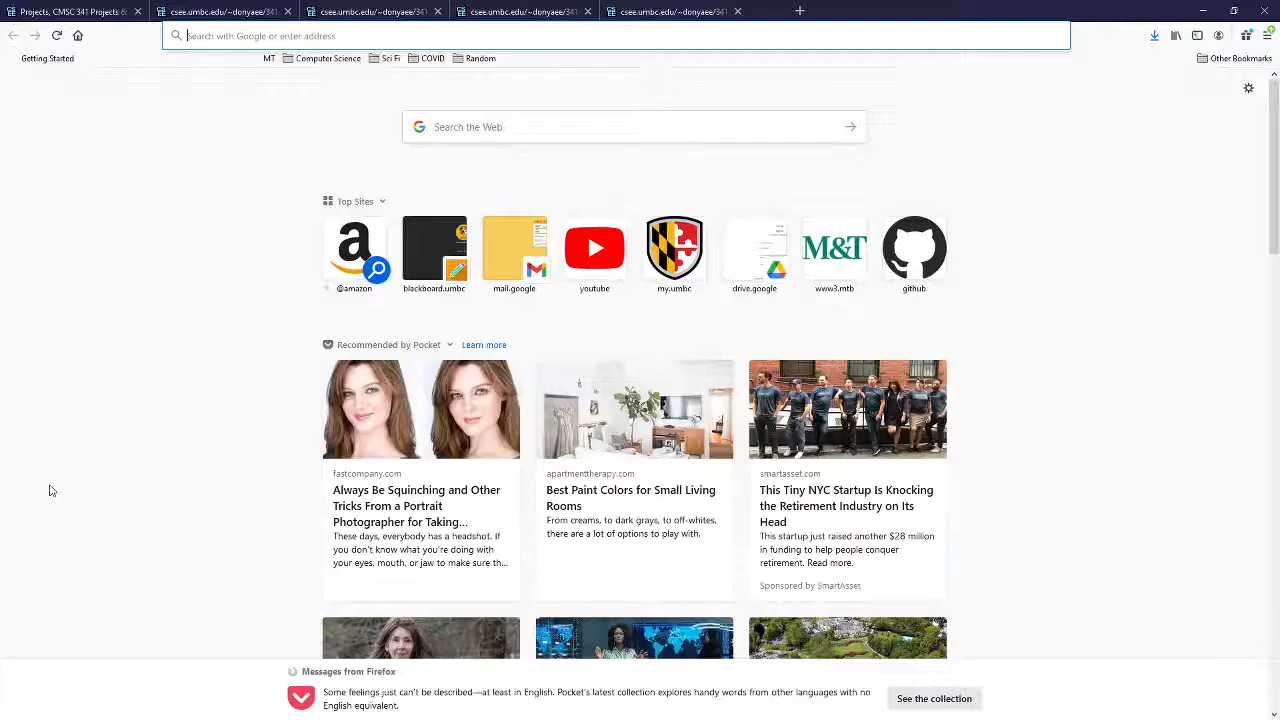 Projects, CMSC 341 Projects &
csee.umbc.edu/~donyaee/341
csee.umbc.edu/~donyaee/341
csee.umbc.edu/~donyaee/341
csee.umbc.edu/~donyaee/341
Search with Google or enter address
Getting Started MT Computer Science Sci Fi COVID Random Other Bookmarks
Search the Web
Top Sites
@amazon blackboard.umbc mail.google youtube my.umbc drive.google www3.mtb github
M&T
Recommended by Pocket Learn more
fastcompany.com
Always Be Squinching and Other
Tricks From a Portrait
Photographer for Taking...
These days, everybody has a headshot. If
you don't know what you're doing with
your eyes, mouth, or jaw to make sure th...
apartmenttherapy.com
Best Paint Colors for Small Living
Rooms
From creams, to dark grays, to off-whites,
there are a lot of options to play with.
smartasset.com
This Tiny NYC Startup Is Knocking
the Retirement Industry on Its
Head
This startup just raised another $28 million
in funding to help people conquer
retirement. Read more.
Sponsored by SmartAsset
Messages from Firefox
Some feelings just can't be described—at least in English. Pocket's latest collection explores handy words from other languages with no
English equivalent.
See the collection